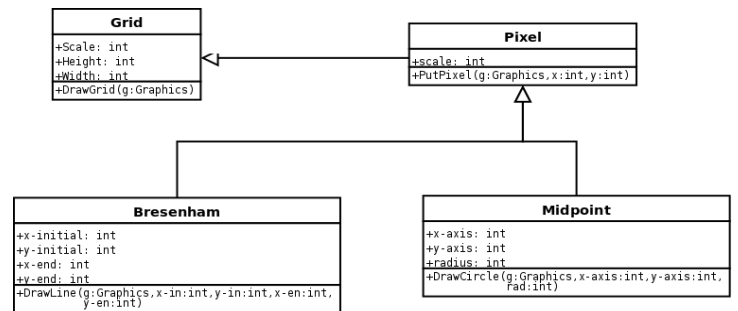 Grid
+Scale: int
+Height: int
+Width: int
+DrawGrid(g:Graphics)
Pixel
+scale: int
+PutPixel(g:Graphics,x:int,y:int)
Bresenham
+x-initial: int
+y-initial: int
+x-end: int
+y-end: int
+DrawLine(g:Graphics,x-in:int,y-in:int,x-en:int,
y-en:int)
Midpoint
+x-axis: int
+y-axis: int
+radius: int
+DrawCircle(g:Graphics,x-axis:int,y-axis:int,
rad:int)